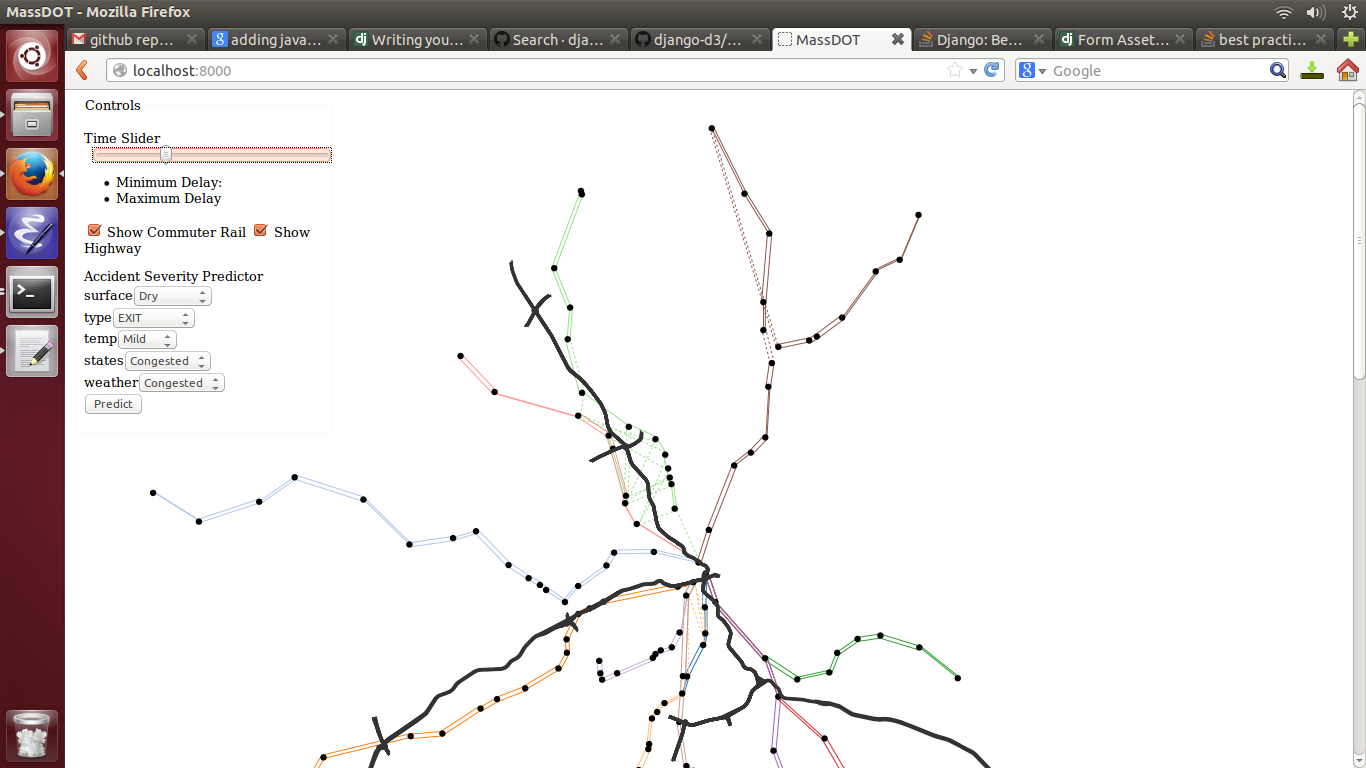 MassDOT - Mozilla Firefox
github rep...
adding java...
Writing you...
Search · dja...
django-d3/...
MassDOT
Django: Be...
Form Asset...
best practi...
localhost:8000
Google
Controls
Time Slider
Minimum Delay:
Maximum Delay
Show Commuter Rail Show
Highway
Accident Severity Predictor
surface Dry
type EXIT
temp Mild
states Congested
weather Congested
Predict